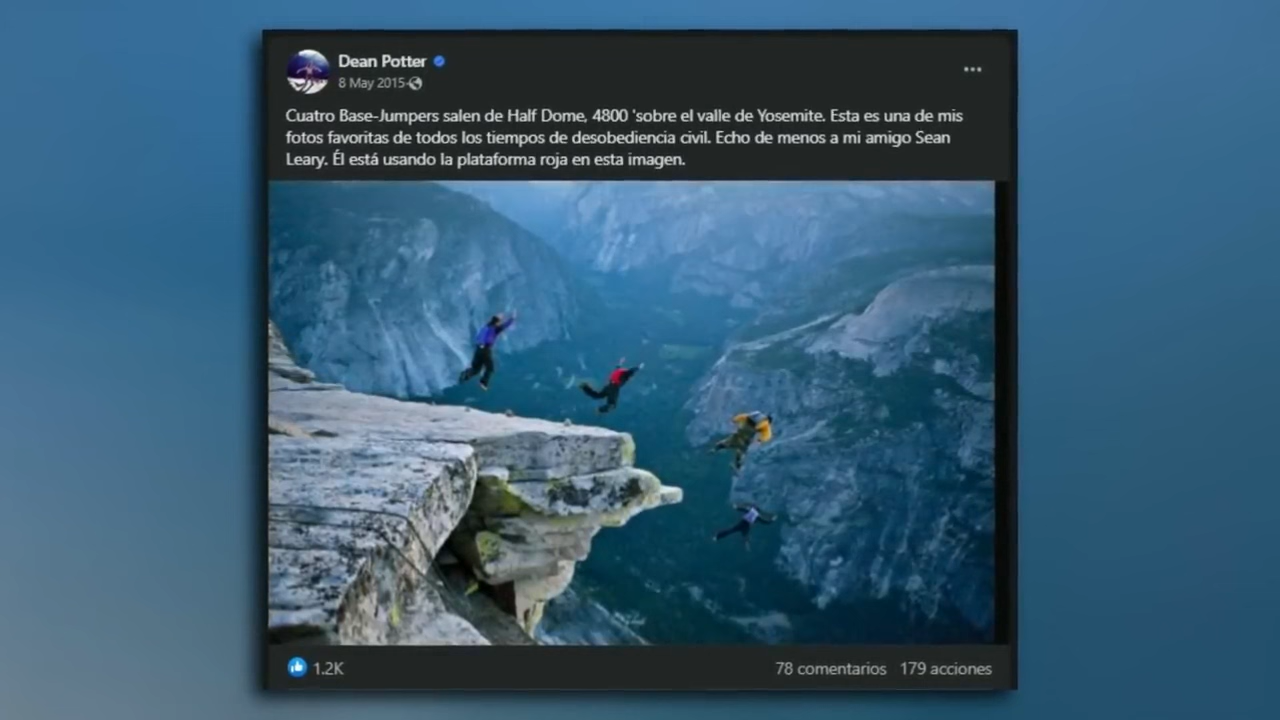 Dean Potter
8 May 2015
Cuatro Base-Jumpers salen de Half Dome, 4800 'sobre el valle de Yosemite. Esta es una de mis
fotos favoritas de todos los tiempos de desobediencia civil. Echo de menos a mi amigo Sean
Leary. Él está usando la plataforma roja en esta imagen.
1.2K
78 comentarios 179 acciones